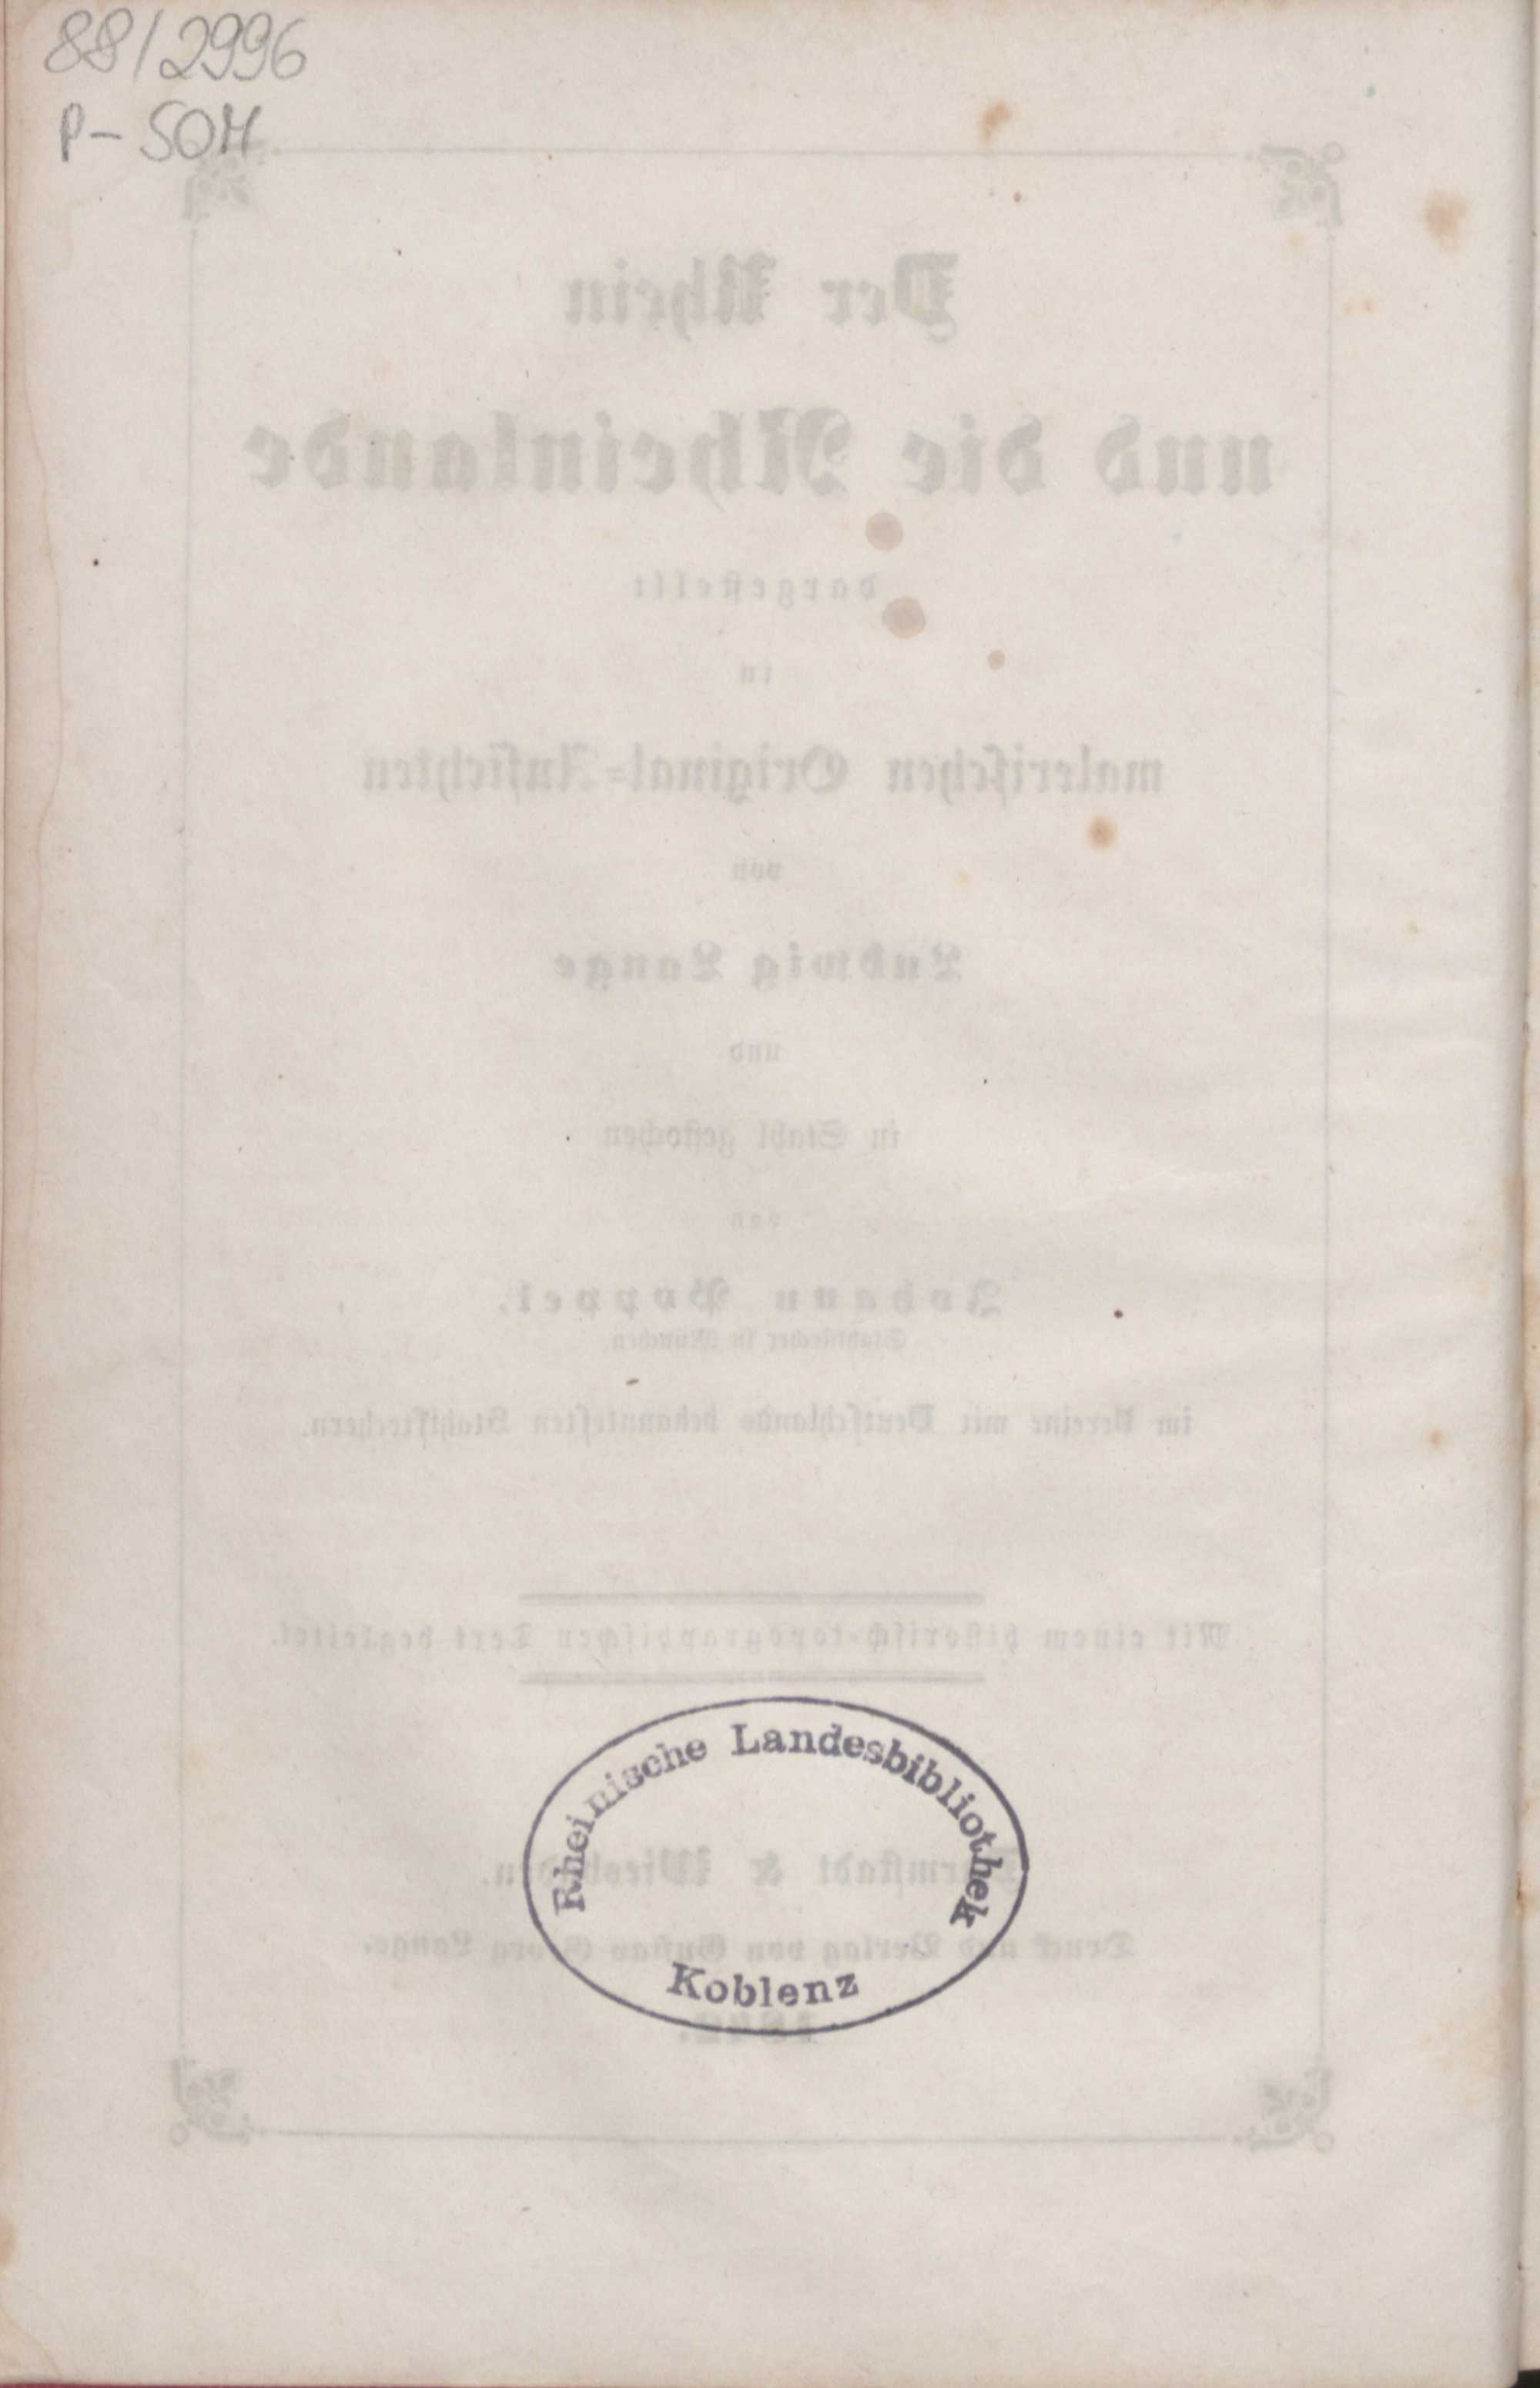 88/2996
P-SOM
Der Rhein
und die Rheinlande
dargestellt
in
malerischen Original-Ansichten
von
Ludwig Lange
und
in Stahl gestochen
von
Johann Poppel,
Stahlstecher in München,
im Vereine mit Deutschlands bekanntesten Stahlstechern.
Mit einem historisch-topographischen Text begleitet.
Rheinische Landesbibliothek
Koblenz
Darmstadt & Wiesbaden.
Druck und Verlag von Gustav Georg Lange.